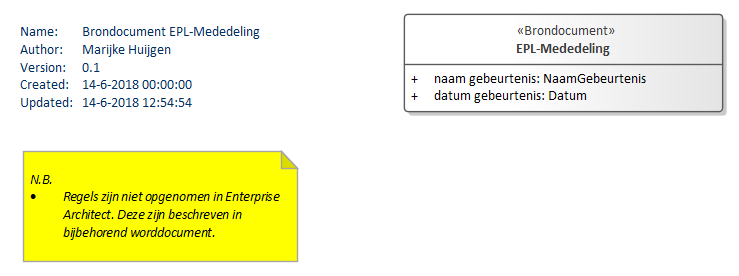 Name: Brondocument EPL-Mededeling
Author: Marijke Huijgen
Version: 0.1
Created: 14-6-2018 00:00:00
Updated: 14-6-2018 12:54:54
«Brondocument»
EPL-Mededeling
+ naam gebeurtenis: NaamGebeurtenis
+ datum gebeurtenis: Datum
N.B.
• Regels zijn niet opgenomen in Enterprise
Architect. Deze zijn beschreven in
bijbehorend worddocument.